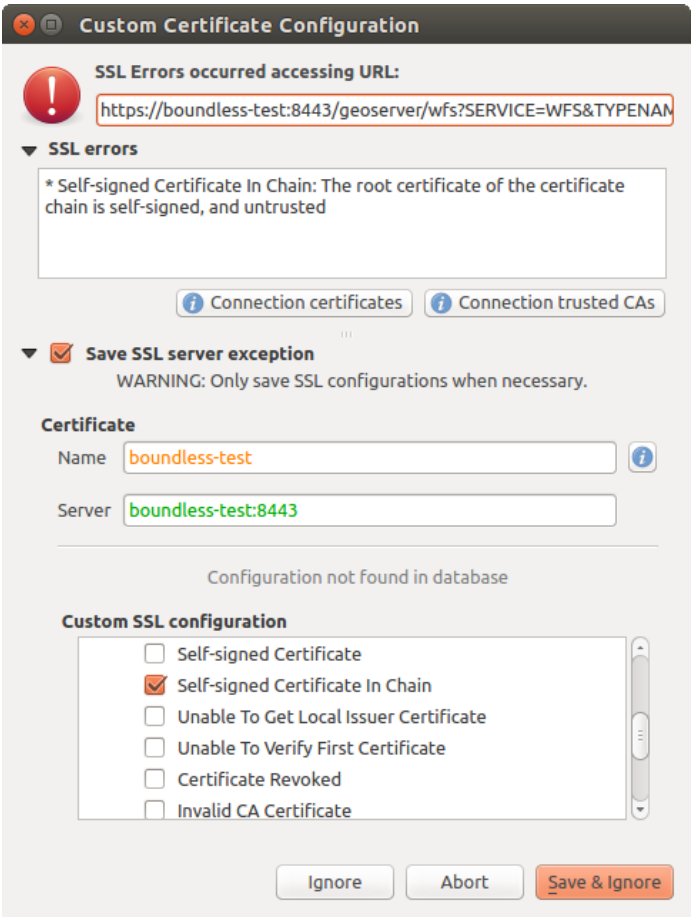 Custom Certificate Configuration
SSL Errors occurred accessing URL:
https://boundless-test:8443/geoserver/wfs?SERVICE=WFS&TYPENAM
SSL errors
* Self-signed Certificate In Chain: The root certificate of the certificate
chain is self-signed, and untrusted
Connection certificates
Connection trusted CAs
Save SSL server exception
WARNING: Only save SSL configurations when necessary.
Certificate
Name boundless-test
Server boundless-test:8443
Configuration not found in database
Custom SSL configuration
Self-signed Certificate
Self-signed Certificate In Chain
Unable To Get Local Issuer Certificate
Unable To Verify First Certificate
Certificate Revoked
Invalid CA Certificate
Ignore Abort Save & Ignore